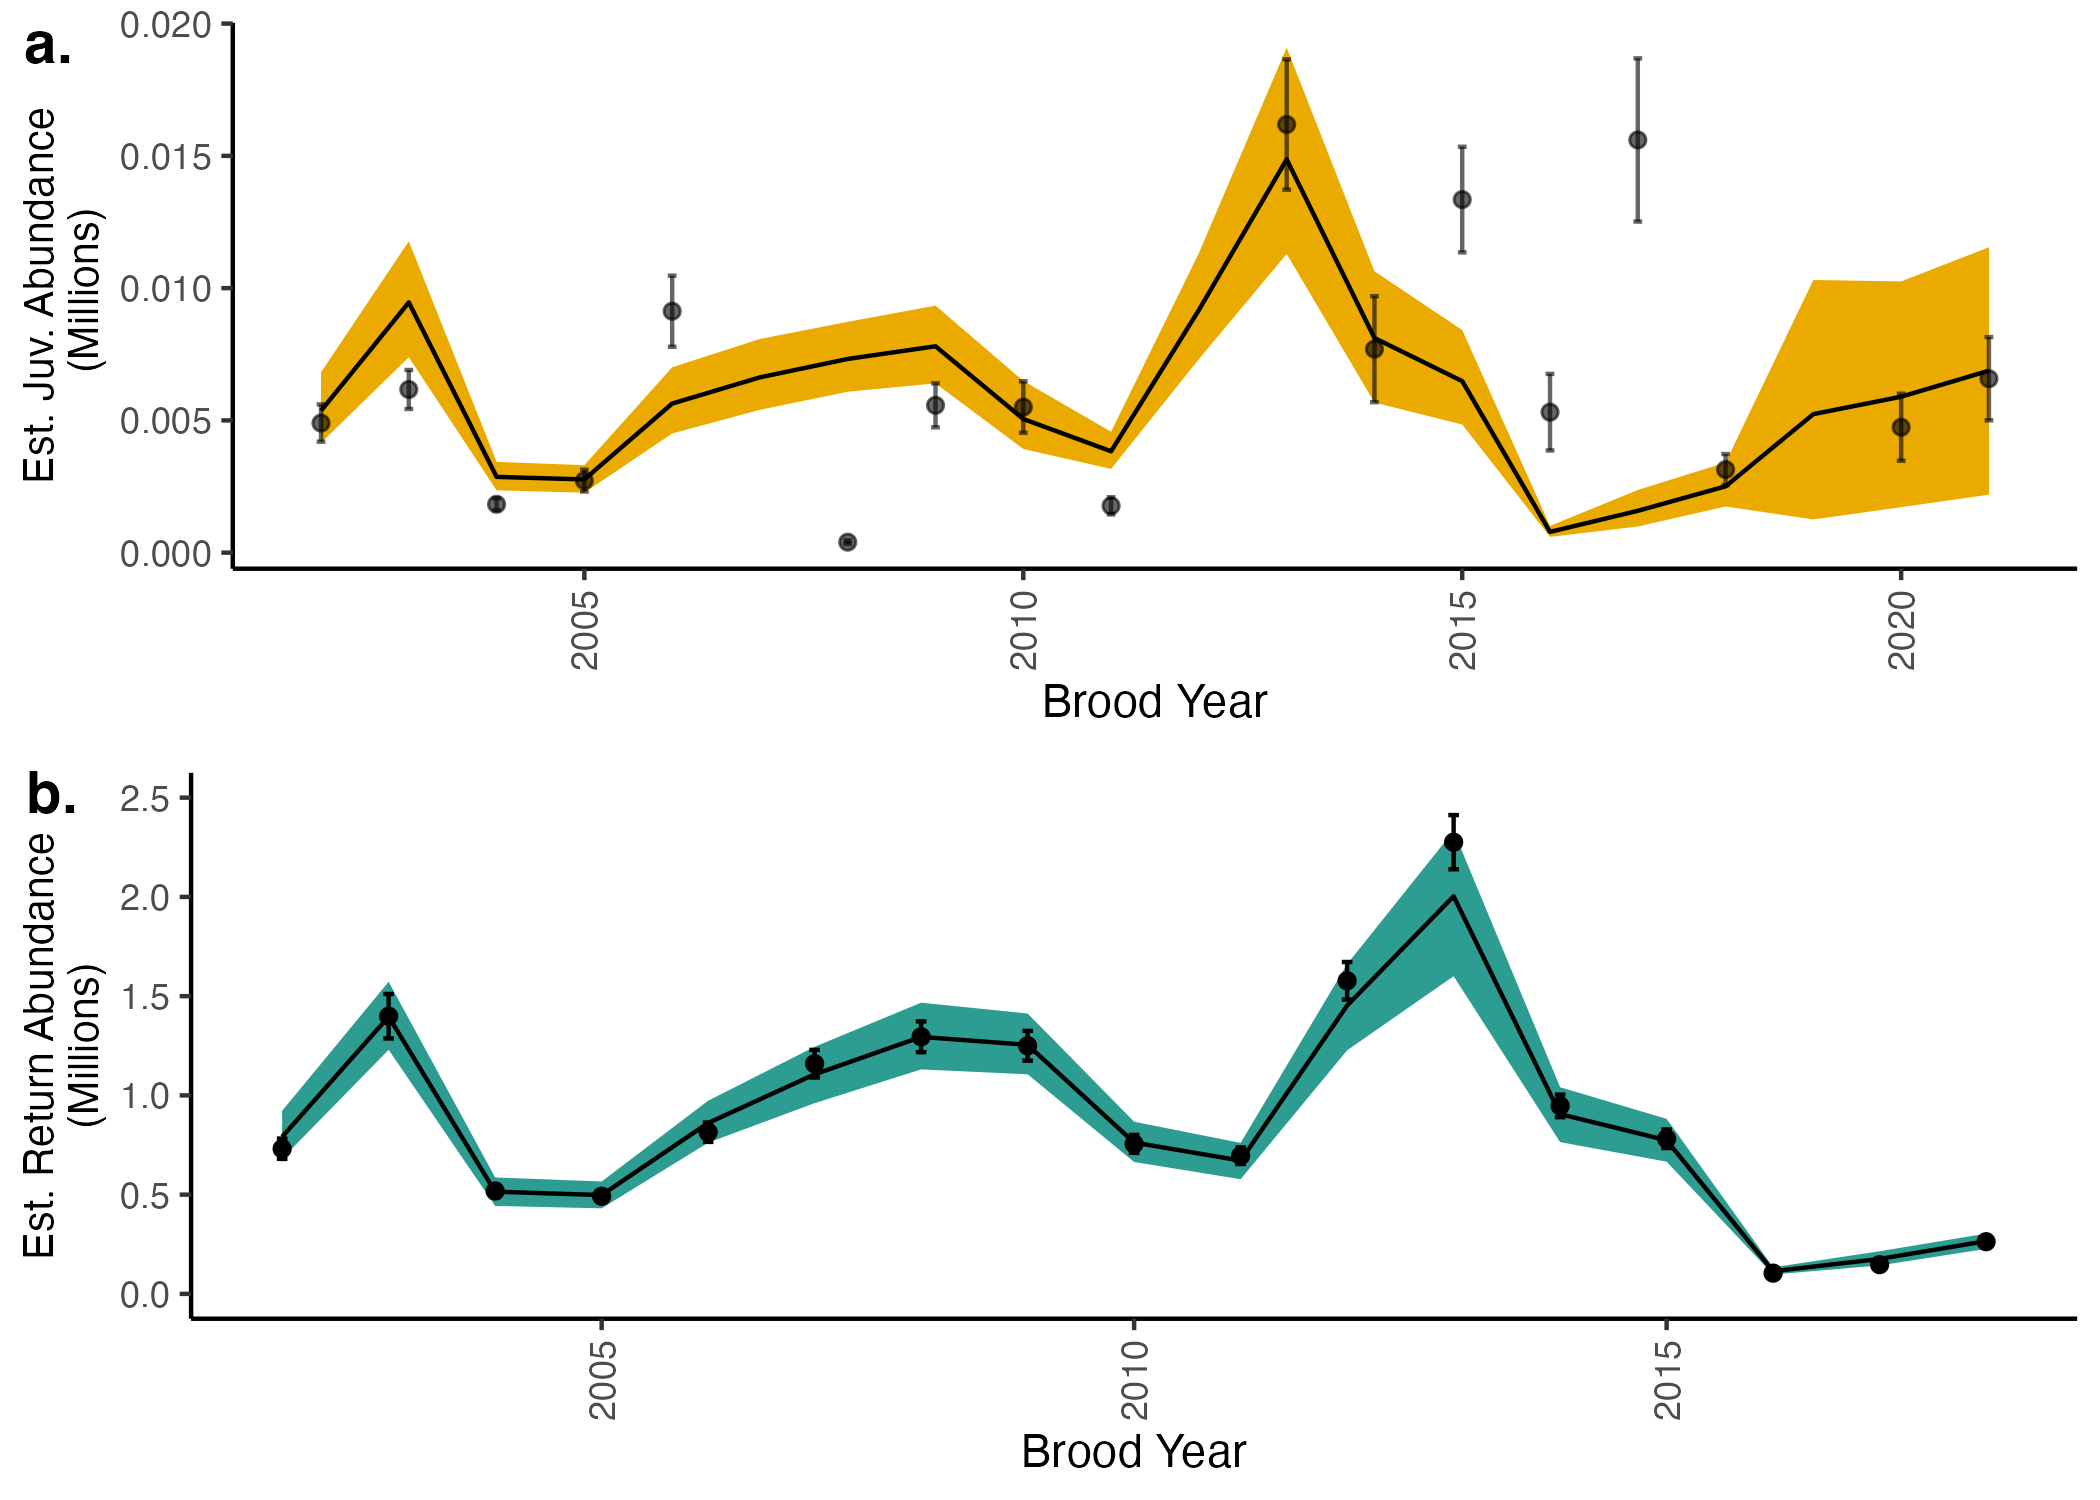 a.
Est. Juv. Abundance
(Millions)
0.020
0.015
0.010
0.005
0.000
2005
2010
2015
2020
Brood Year
b.
Est. Return Abundance
(Millions)
2.5
2.0
1.5
1.0
0.5
0.0
2005
2010
2015
Brood Year